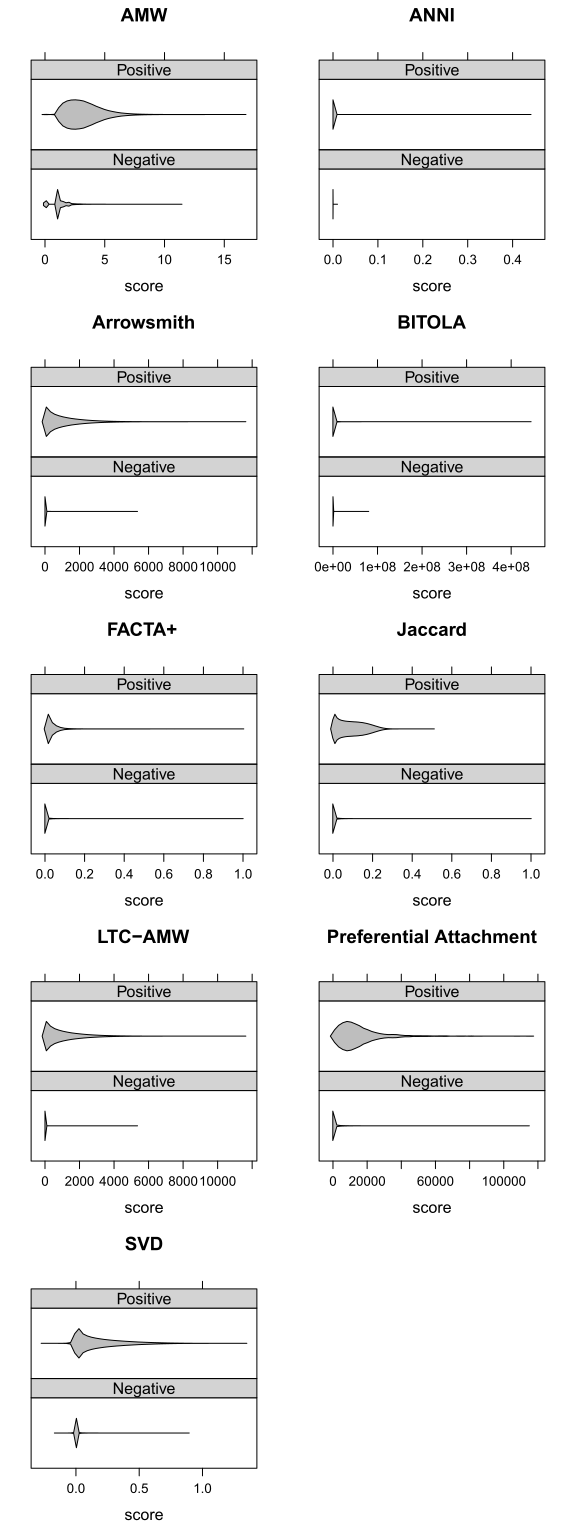 AMW
Positive
Negative
0 5 10 15
score
ANNI
Positive
Negative
0.0 0.1 0.2 0.3 0.4
score
Arrowsmith
Positive
Negative
0 2000 4000 6000 8000 10000
score
BITOLA
Positive
Negative
0e+00 1e+08 2e+08 3e+08 4e+08
score
FACTA+
Positive
Negative
0.0 0.2 0.4 0.6 0.8 1.0
score
Jaccard
Positive
Negative
0.0 0.2 0.4 0.6 0.8 1.0
score
LTC−AMW
Positive
Negative
0 2000 4000 6000 8000 10000
score
Preferential Attachment
Positive
Negative
0 20000 60000 100000
score
SVD
Positive
Negative
0.0 0.5 1.0
score